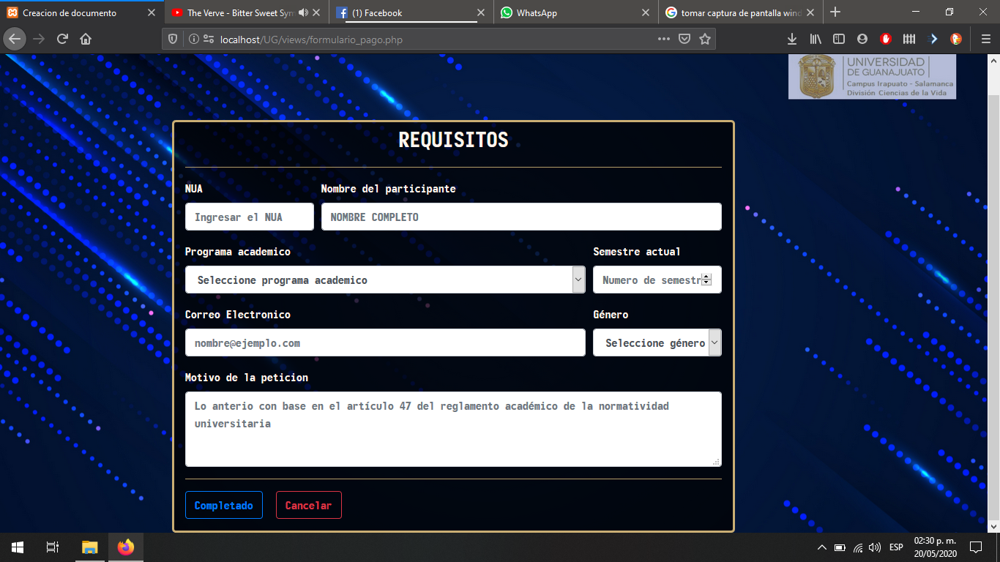 Creacion de documento
The Verve - Bitter Sweet Sym
(1) Facebook
WhatsApp
tomar captura de pantalla wind
localhost/UG/views/formulario_pago.php
UNIVERSIDAD
DE GUANAJUATO
Campus Irapuato - Salamanca
División Ciencias de la Vida
REQUISITOS
NUA
Nombre del participante
Ingresar el NUA
NOMBRE COMPLETO
Programa academico
Semestre actual
Seleccione programa academico
Numero de semestr
Correo Electronico
Género
nombre@ejemplo.com
Seleccione género
Motivo de la peticion
Lo anterio con base en el artículo 47 del reglamento académico de la normatividad
universitaria
Completado
Cancelar
ESP
02:30 p. m.
20/05/2020